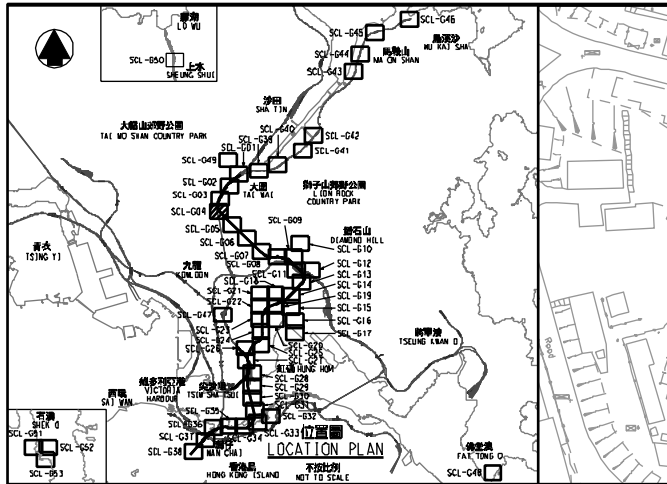 羅湖
LO WU
上水
SHEUNG SHUI
SCL-G50
SCL-G46
SCL-G45
烏溪沙
WU KAI SHA
SCL-G44
馬鞍山
MA ON SHAN
SCL-G43
沙田
SHA TIN
大帽山郊野公園
TAI MO SHAN COUNTRY PARK
SCL-G40
SCL-G39
SCL-G42
SCL-G01
SCL-G41
SCL-G49
SCL-G02
大圍
TAI WAI
獅子山郊野公園
LION ROCK
COUNTRY PARK
SCL-G03
SCL-G04
SCL-G09
SCL-G05
鑽石山
DIAMOND HILL
SCL-G06
SCL-G10
青衣
TSING YI
SCL-G07
SCL-G08
SCL-G12
九龍
KOWLOON
SCL-G11
SCL-G13
SCL-G14
SCL-G21
SCL-G19
SCL-G22
SCL-G15
SCL-G47
SCL-G16
SCL-G23
SCL-G17
將軍澳
TSEUNG KWAN O
SCL-G24
紅磡 HUNG HOM
SCL-G28
維多利亞港
VICTORIA
HARBOUR
尖沙咀
TSIM SHA TSUI
SCL-G29
西環
SAI WAN
SCL-G30
SCL-G31
石澳
SHEK O
SCL-G35
SCL-G32
SCL-G51
SCL-G52
SCL-G36
SCL-G33
SCL-G37
SCL-G34
位置圖
LOCATION PLAN
灣仔
WAN CHAI
SCL-G38
佛堂澳
FAT TONG O
SCL-G53
香港島
HONG KONG ISLAND
不按比例
NOT TO SCALE
SCL-G48
Road